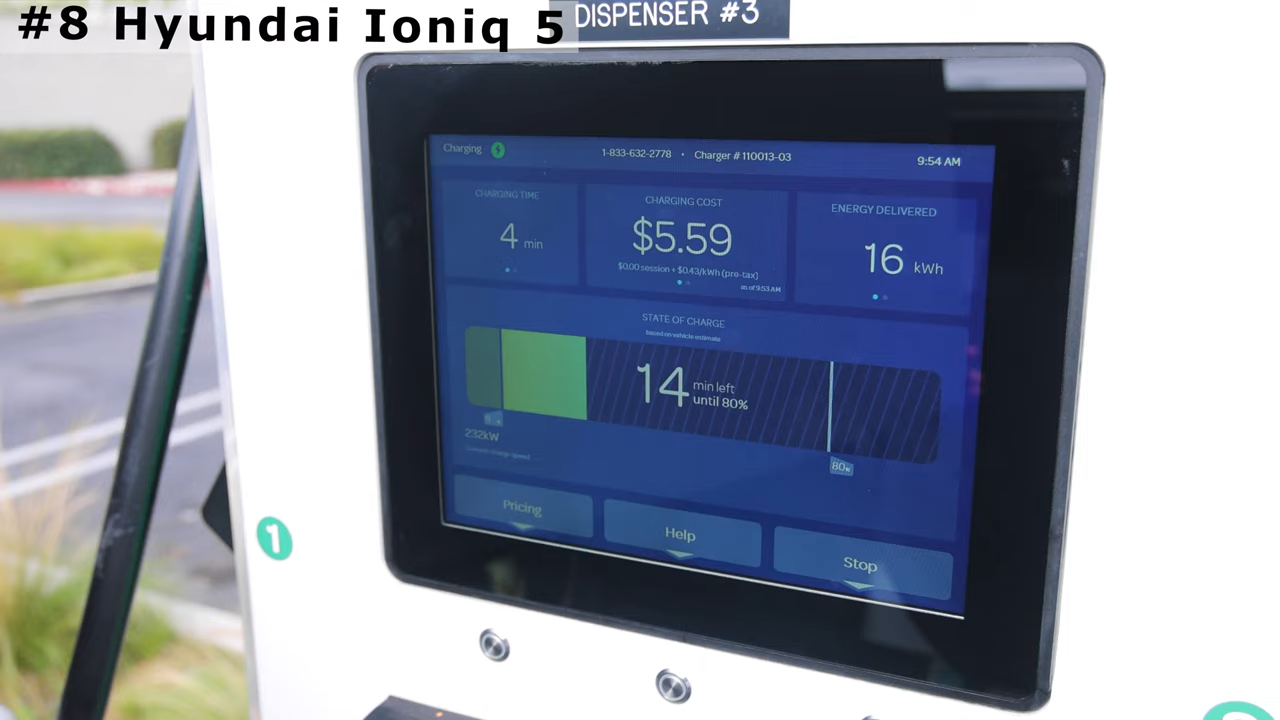 #8 Hyundai Ioniq 5
DISPENSER #3
Charging
1-833-632-2778 • Charger # 110013-03
9:54 AM
CHARGING TIME
4 min
CHARGING COST
$5.59
$0.00 session + $0.43/kWh (pre-tax)
as of 9:53 AM
ENERGY DELIVERED
16 kWh
STATE OF CHARGE
based on vehicle estimate
14 min left
until 80%
232kW
Current charge speed
80%
Pricing
Help
Stop
1